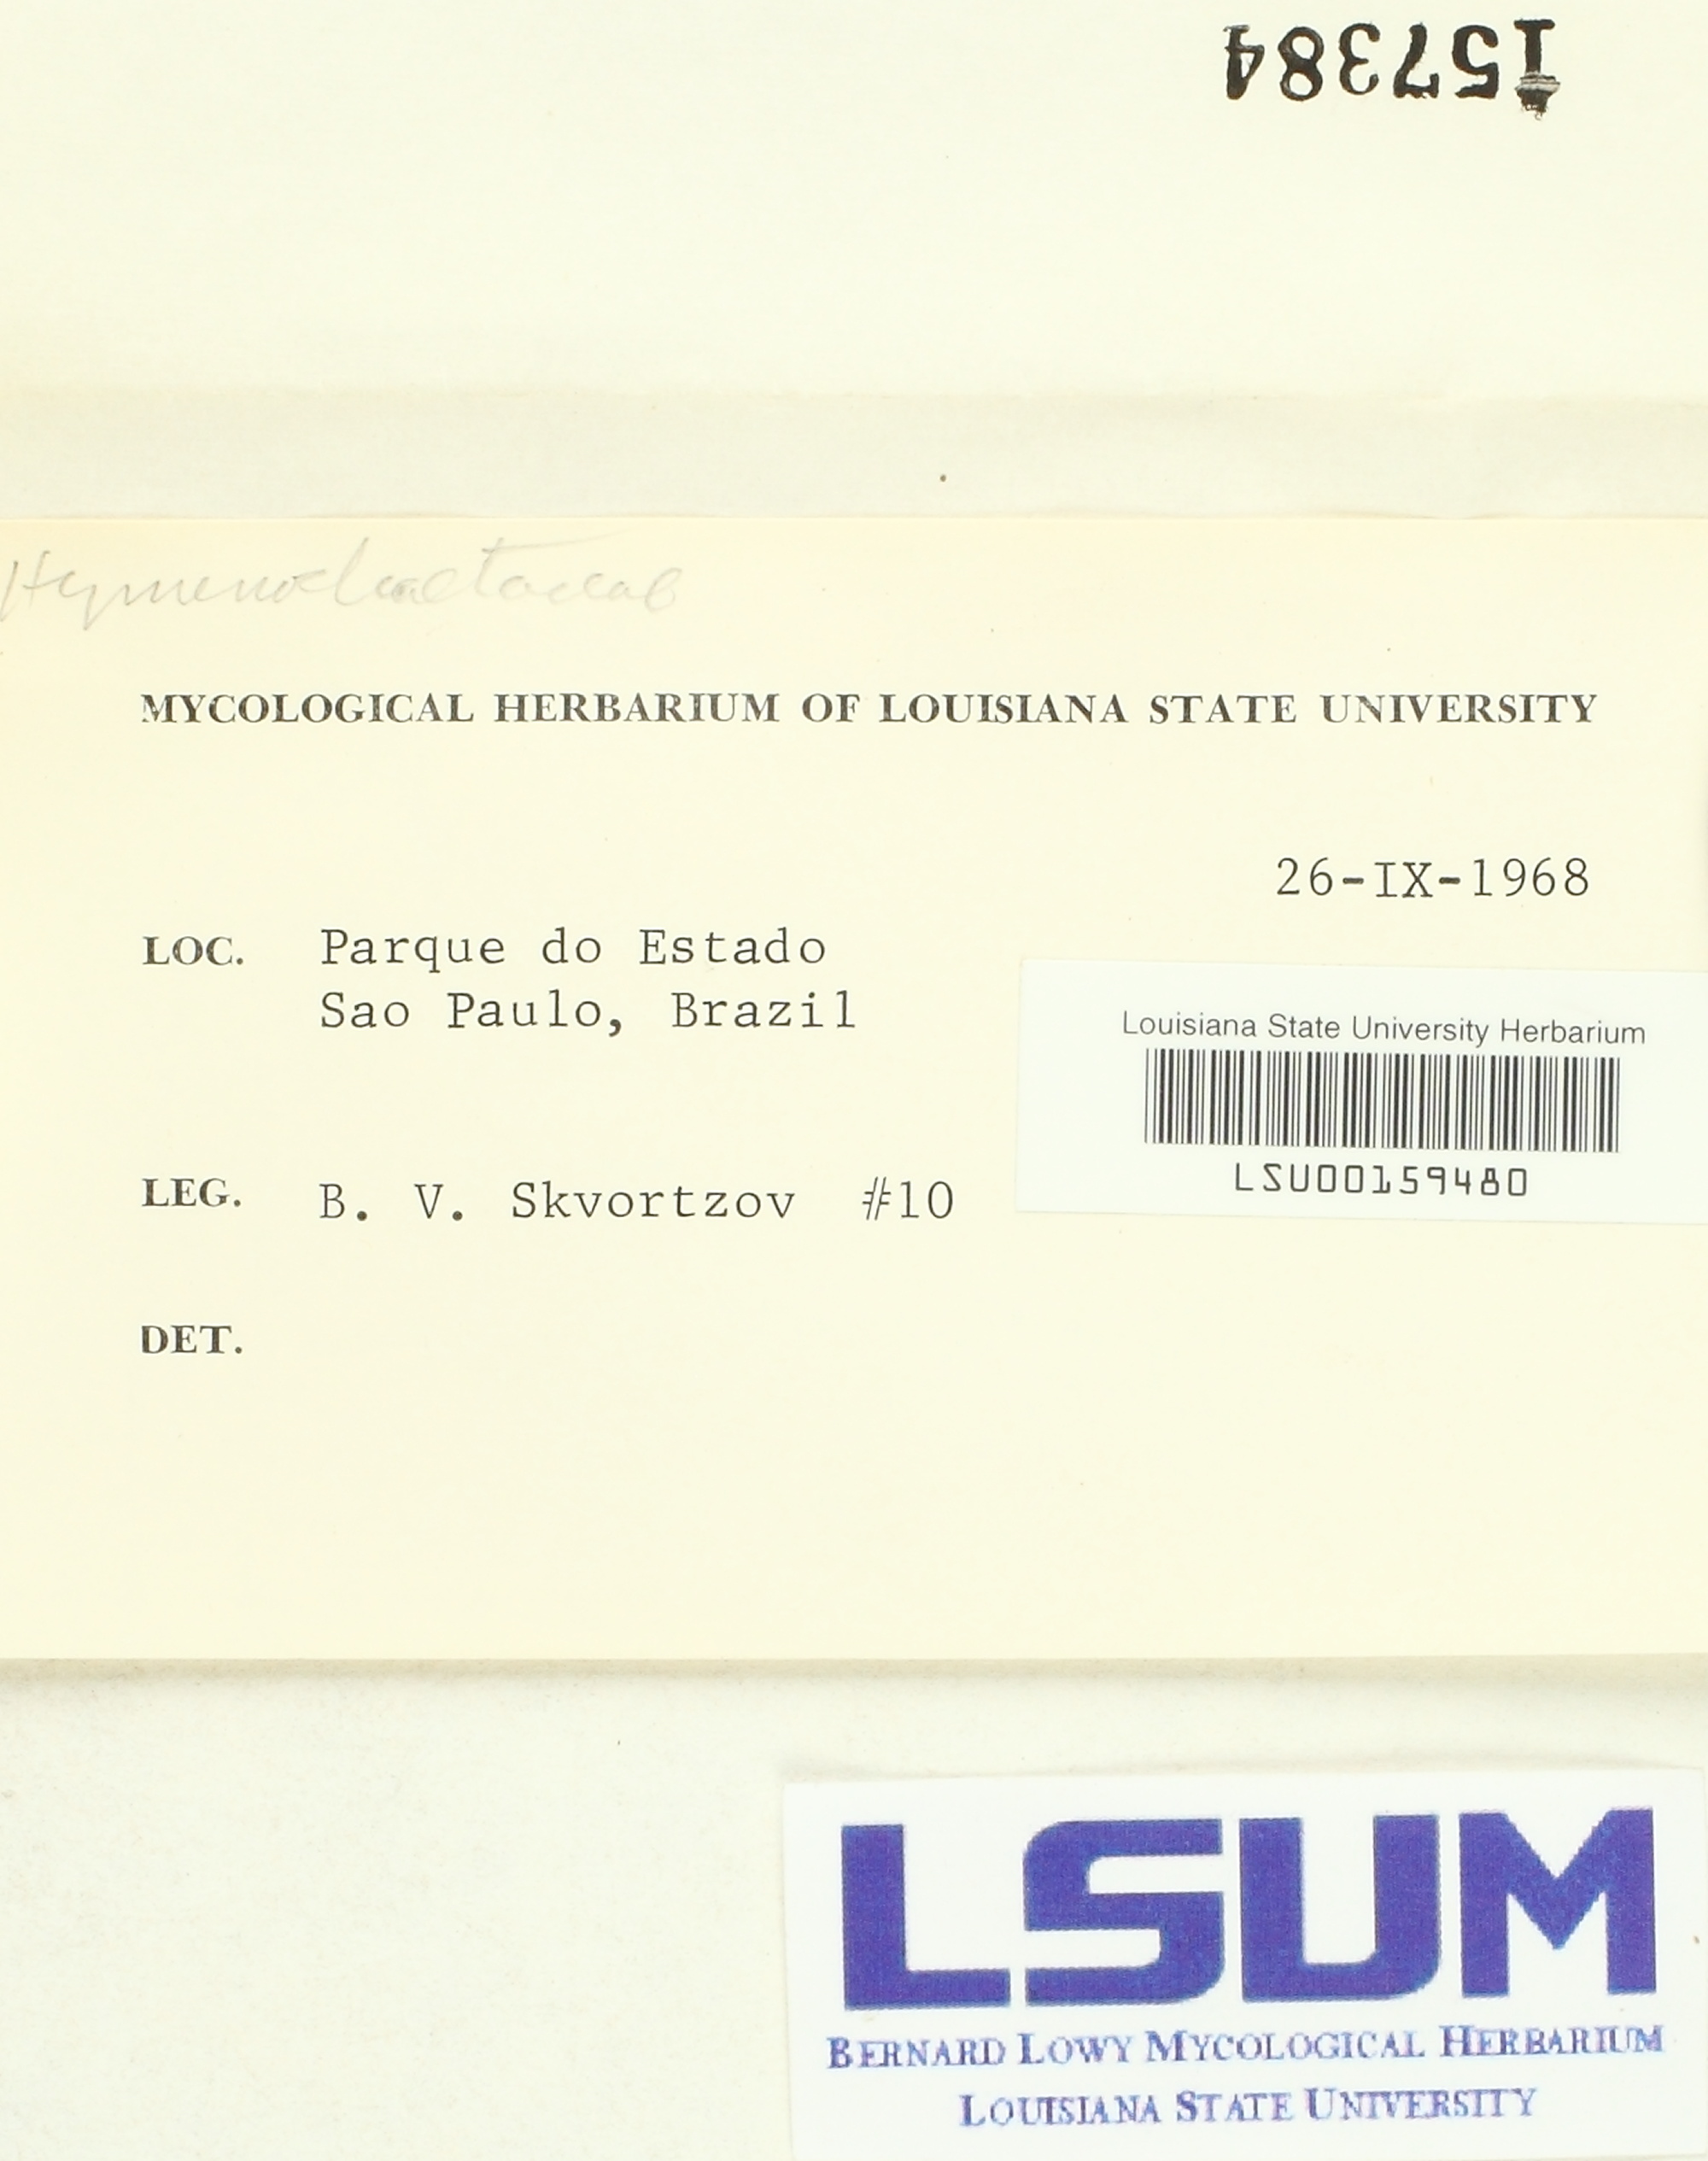 157384
Hymenochaetaceae
MYCOLOGICAL HERBARIUM OF LOUISIANA STATE UNIVERSITY
26-IX-1968
LOC. Parque do Estado
Sao Paulo, Brazil
Louisiana State University Herbarium
LSU00159480
LEG. B. V. Skvortzov #10
DET.
LSUM
BERNARD LOWY MYCOLOGICAL HERBARIUM
LOUISIANA STATE UNIVERSITY